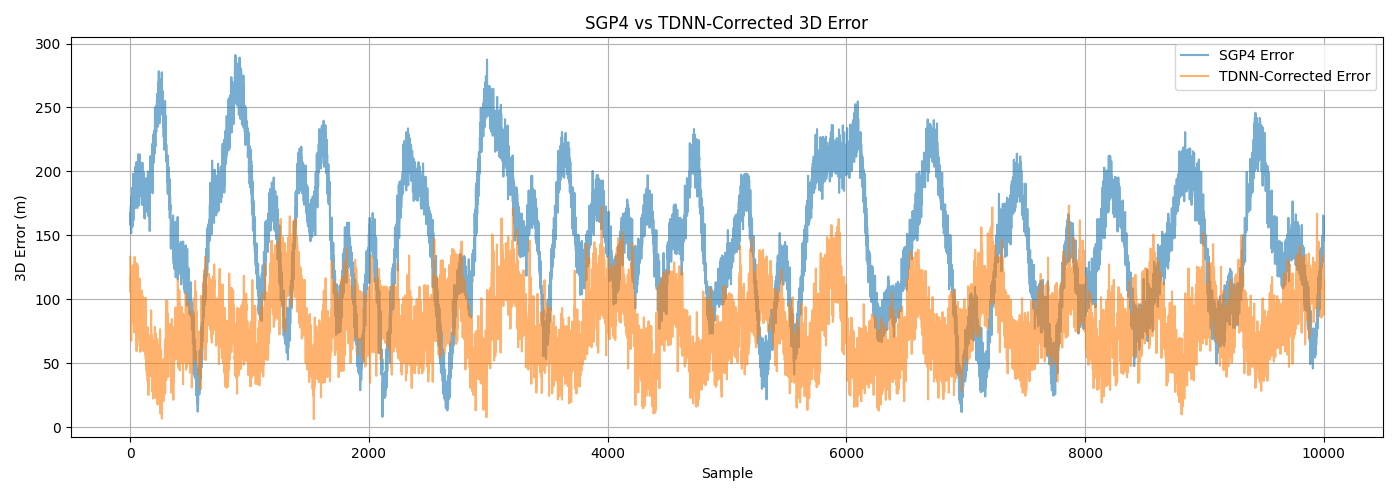 SGP4 vs TDNN-Corrected 3D Error
SGP4 Error
TDNN-Corrected Error
3D Error (m)
300
250
200
150
100
50
0
0 2000 4000 6000 8000 10000
Sample